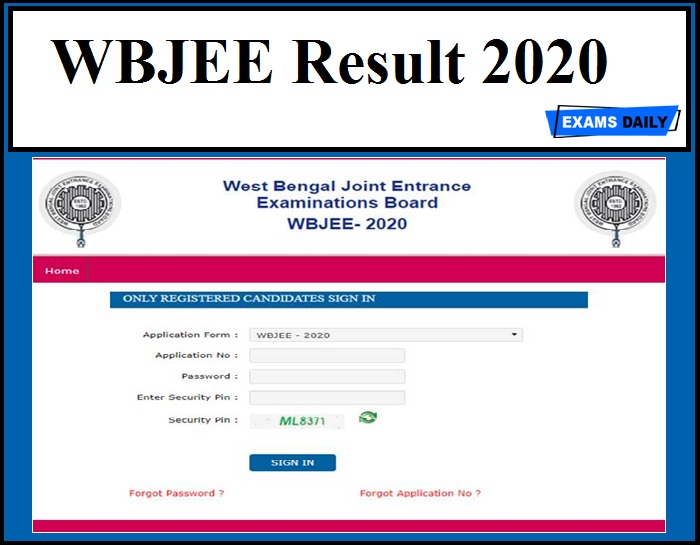 WBJEE Result 2020
EXAMS DAILY
West Bengal Joint Entrance
Examinations Board
WBJEE- 2020
Home
ONLY REGISTERED CANDIDATES SIGN IN
Application Form :
WBJEE - 2020
Application No :
Password :
Enter Security Pin :
Security Pin :
ML8371
SIGN IN
Forgot Password ?
Forgot Application No ?